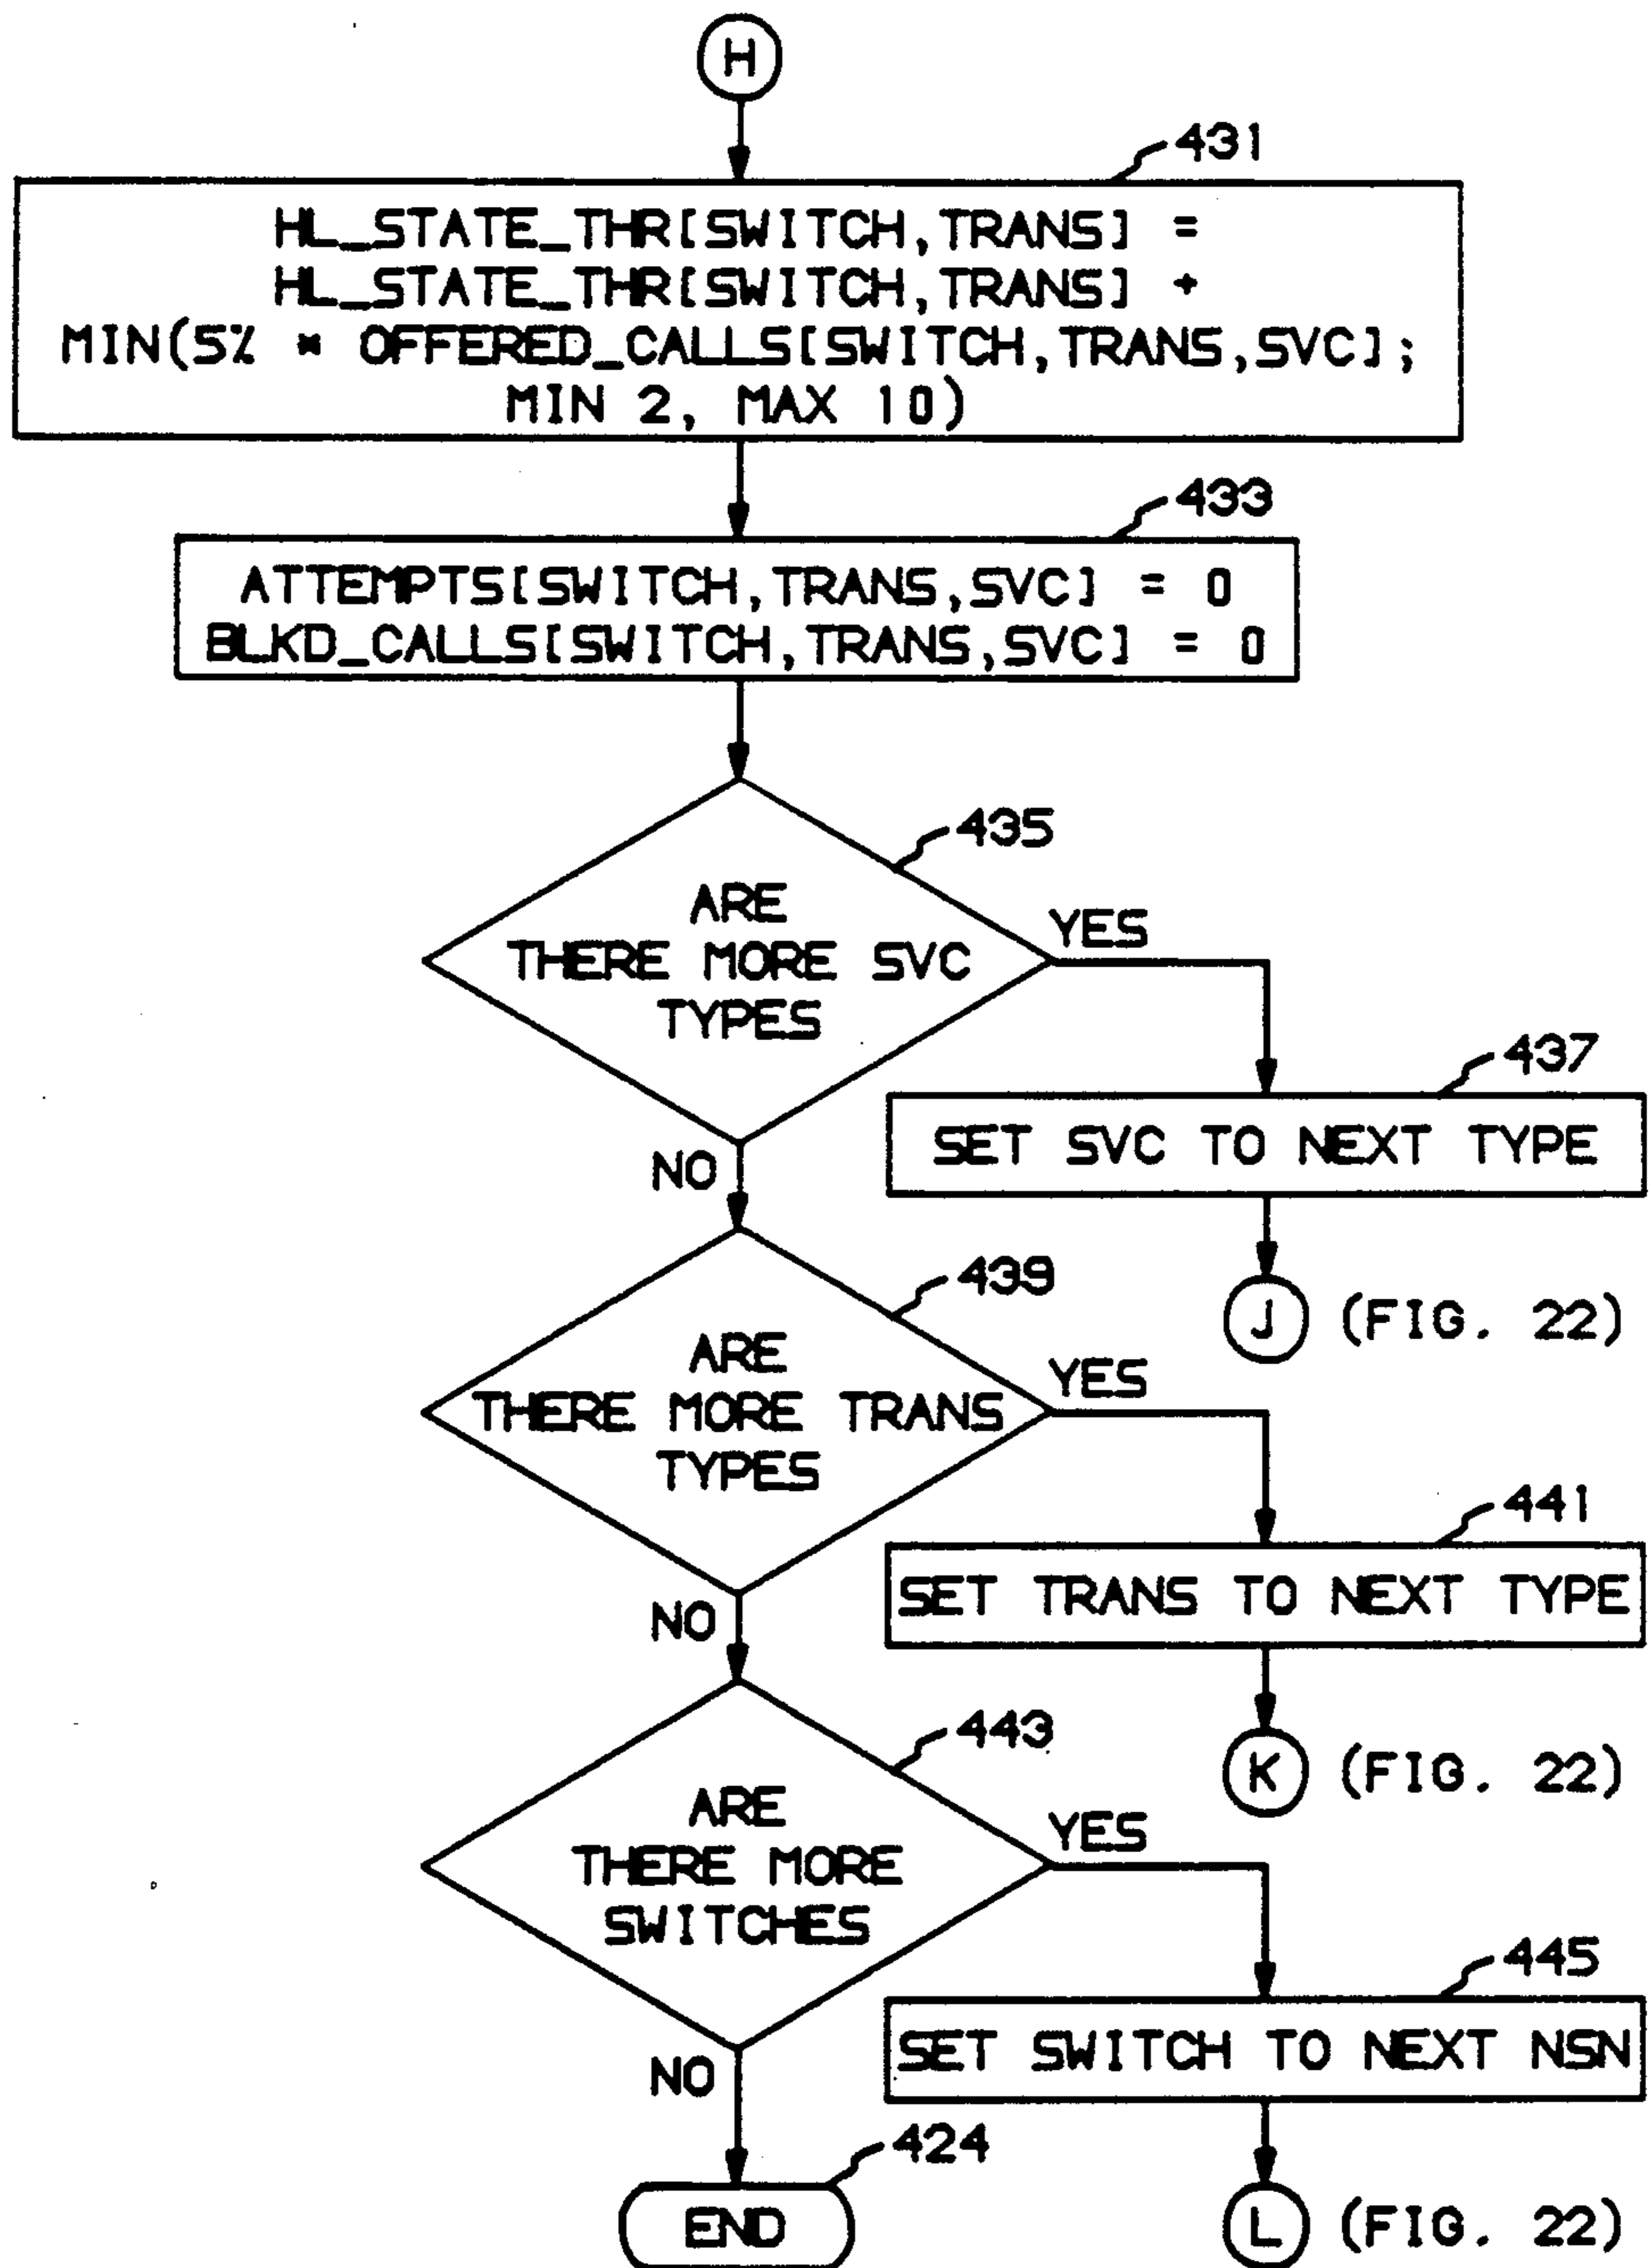 H
431
HL_STATE_THR[SWITCH,TRANS] =
HL_STATE_THR[SWITCH,TRANS] +
MIN(5% * OFFERED_CALLS[SWITCH,TRANS,SVC];
MIN 2, MAX 10)
433
ATTEMPTS[SWITCH,TRANS,SVC] = 0
BLKD_CALLS[SWITCH,TRANS,SVC] = 0
435
ARE
THERE MORE SVC
TYPES
YES
437
SET SVC TO NEXT TYPE
NO
J (FIG. 22)
439
ARE
THERE MORE TRANS
TYPES
YES
441
SET TRANS TO NEXT TYPE
NO
K (FIG. 22)
443
ARE
THERE MORE
SWITCHES
YES
445
SET SWITCH TO NEXT NSN
NO
424
END
L (FIG. 22)